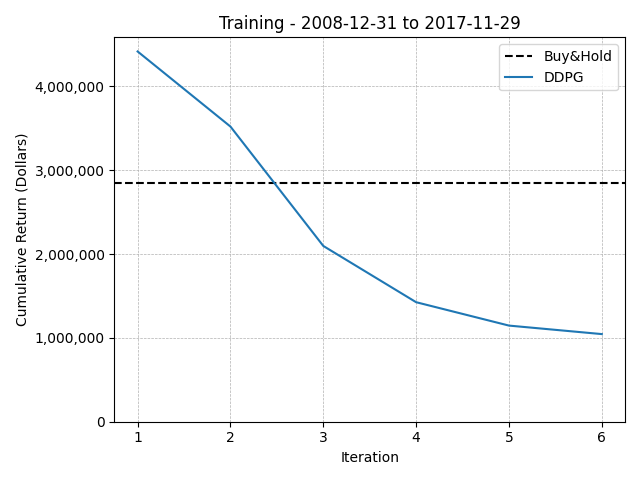 Training - 2008-12-31 to 2017-11-29
Buy&Hold
DDPG
Cumulative Return (Dollars)
4,000,000
3,000,000
2,000,000
1,000,000
0
1 2 3 4 5 6
Iteration